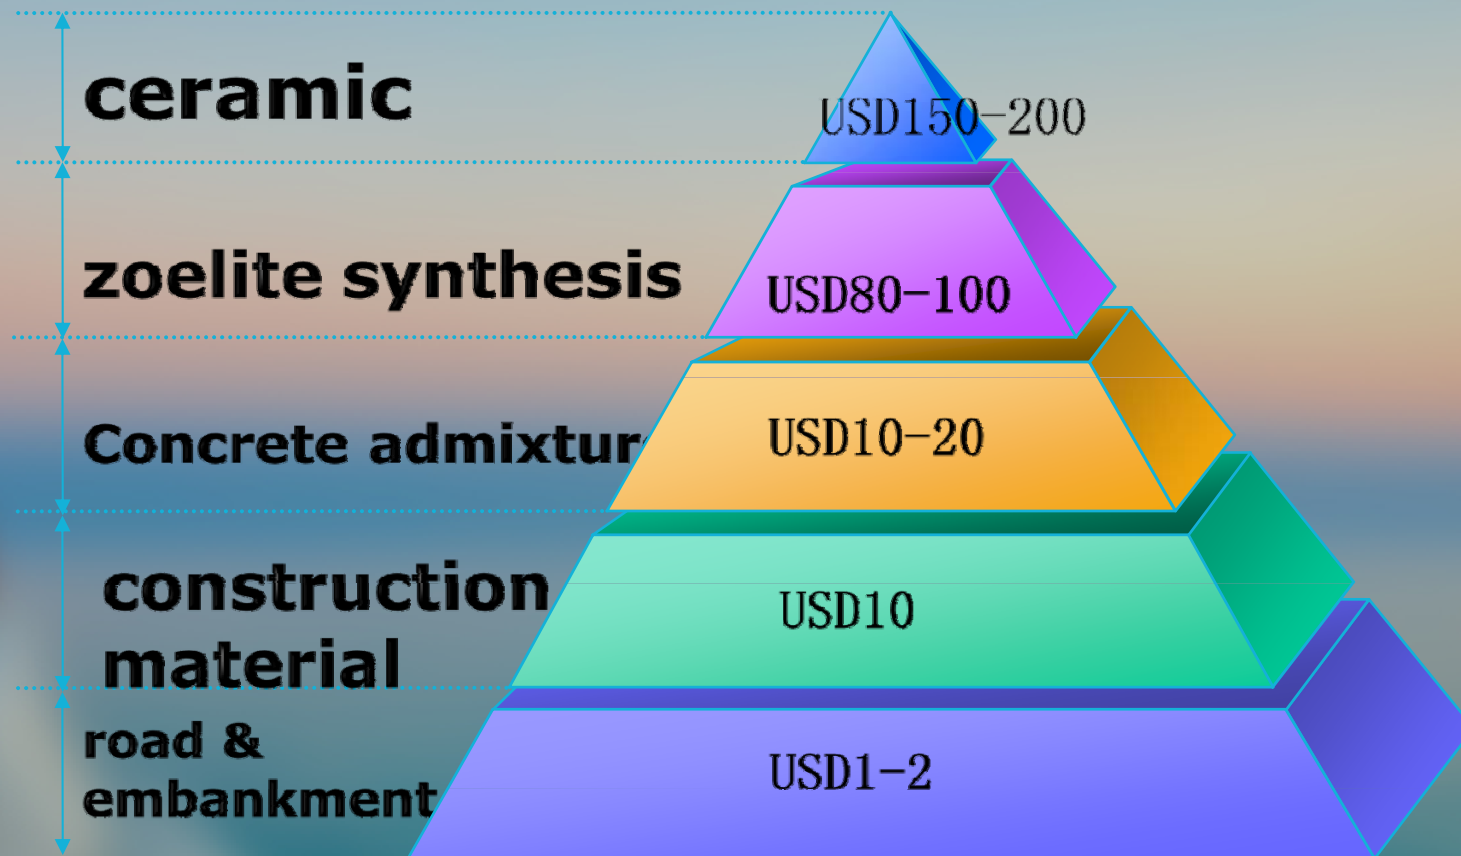 ceramic
USD150-200
zoelite synthesis
USD80-100
Concrete admixtur
USD10-20
construction
material
USD10
road &
embankment
USD1-2